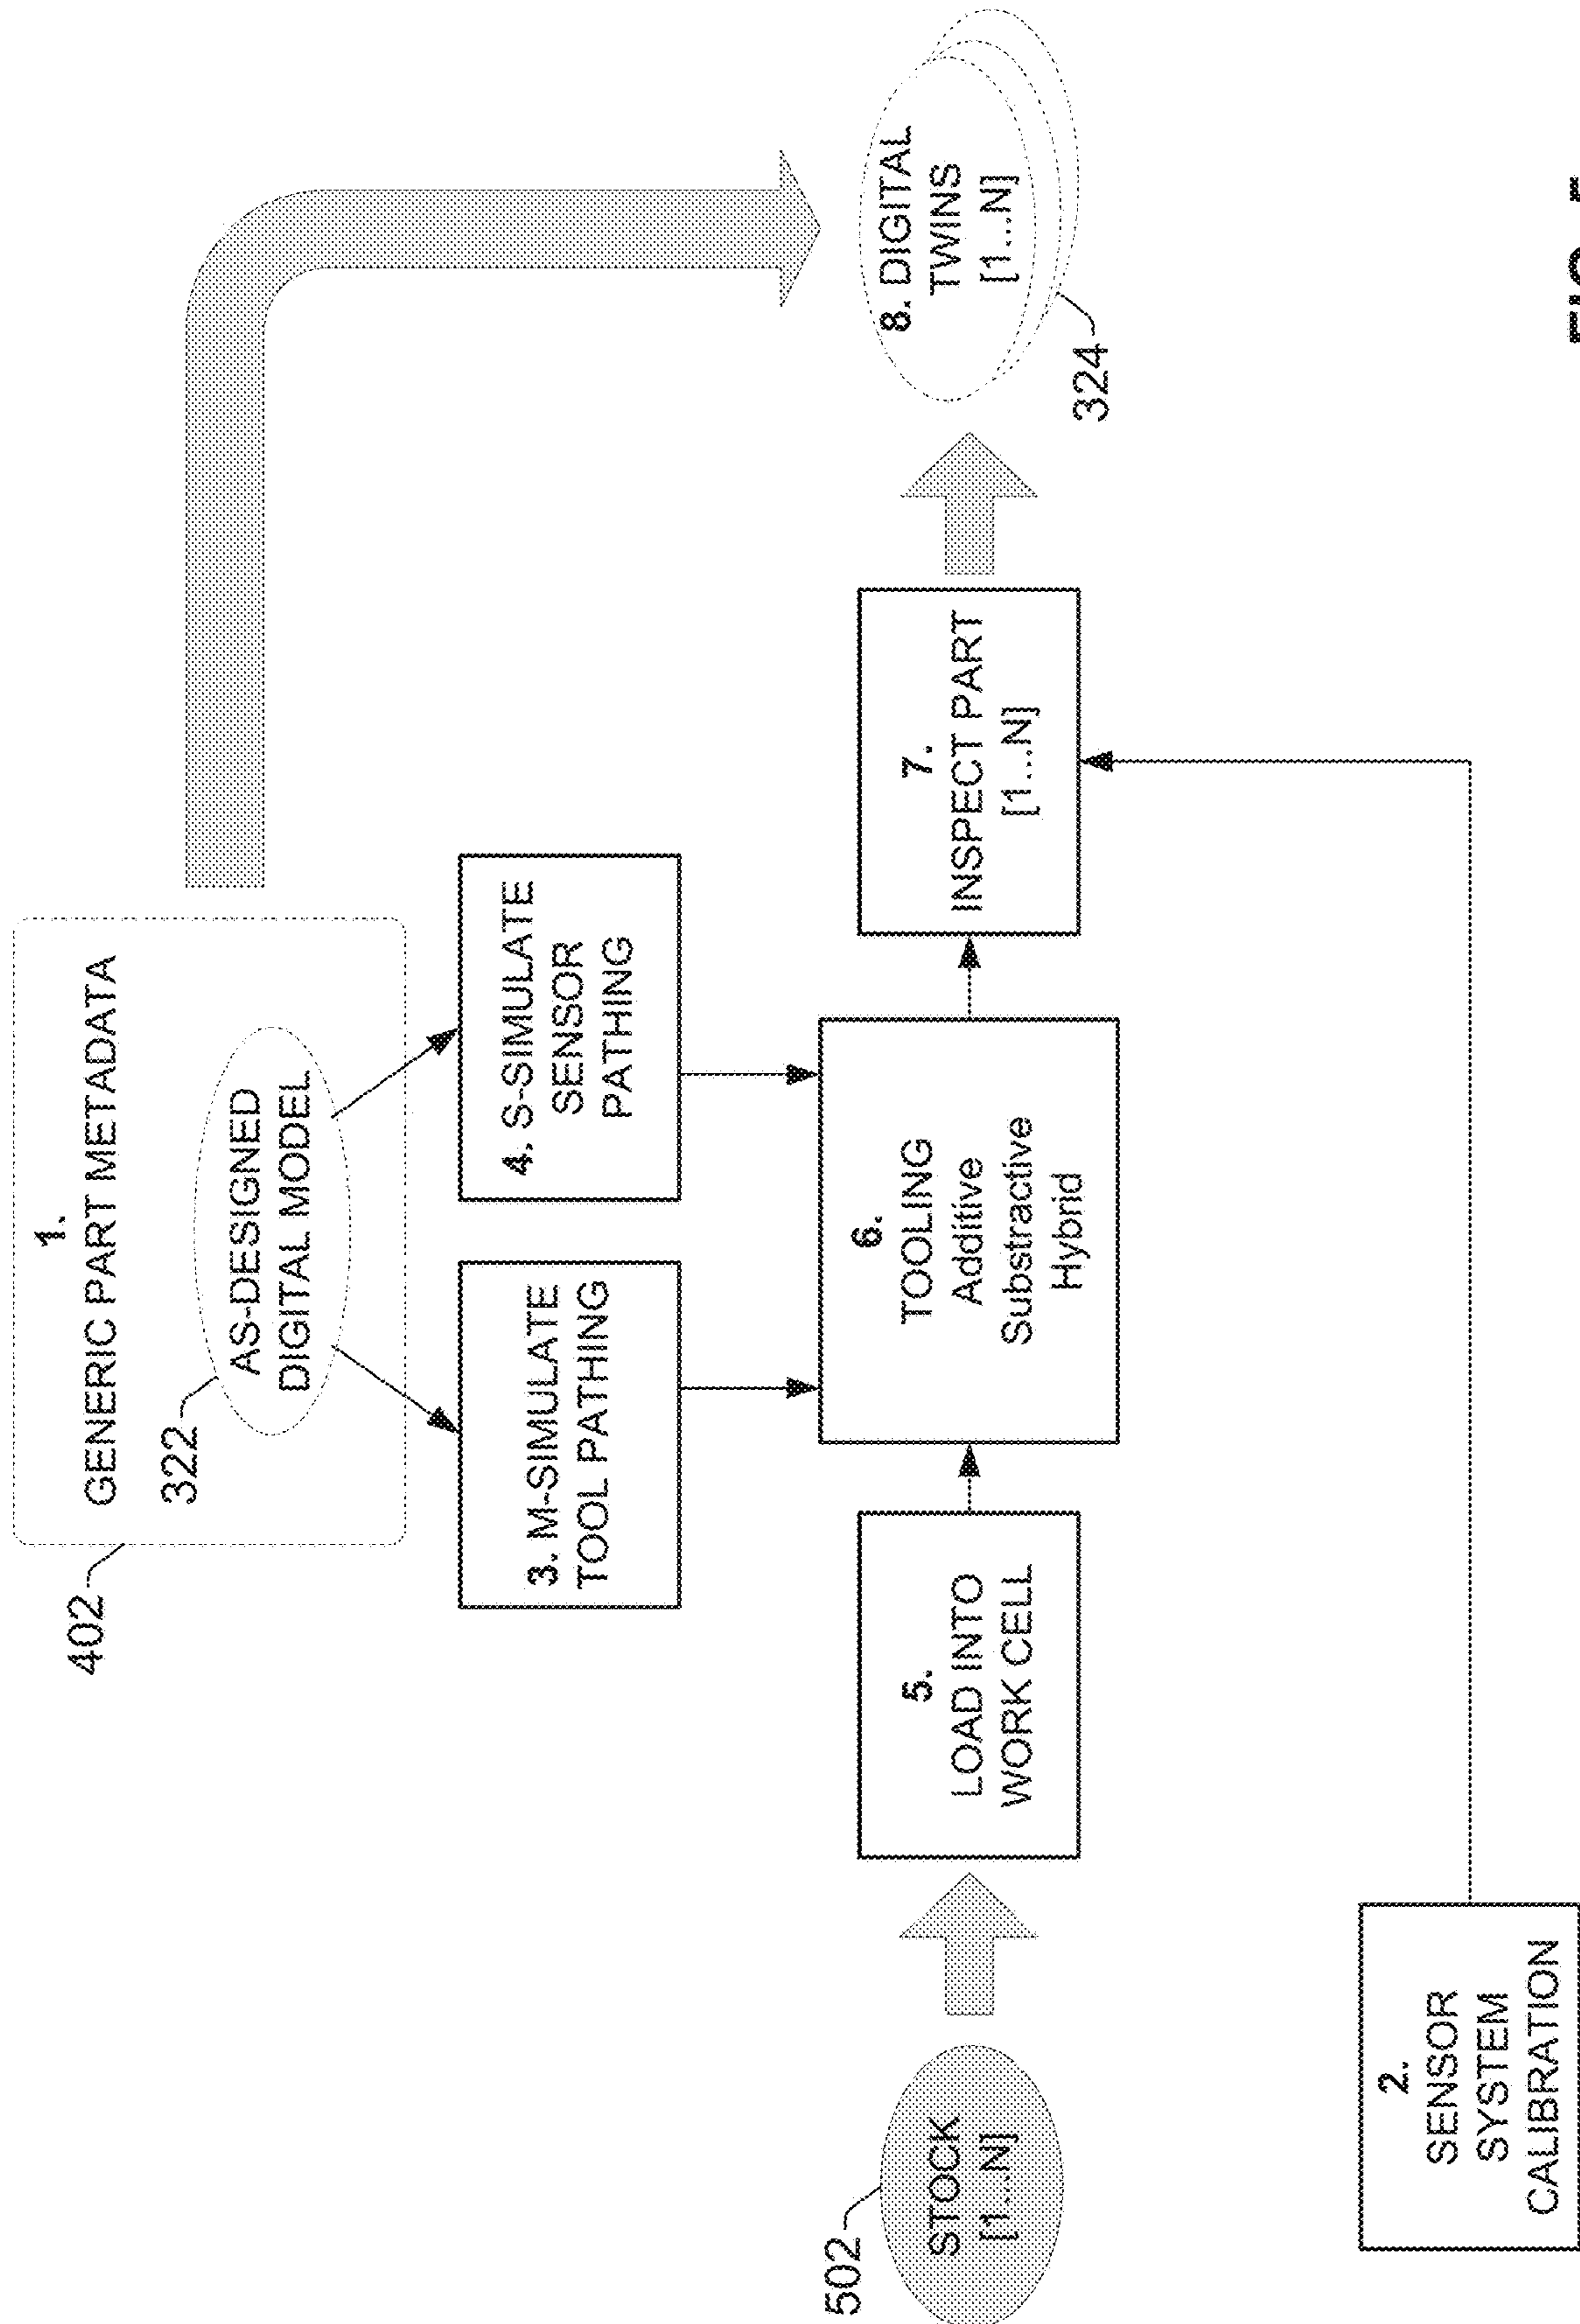 1.
GENERIC PART METADATA
402
322
AS-DESIGNED
DIGITAL MODEL
3. M-SIMULATE
TOOL PATHING
4. S-SIMULATE
SENSOR
PATHING
502
STOCK
[1...N]
5.
LOAD INTO
WORK CELL
6.
TOOLING
Additive
Substractive
Hybrid
7.
INSPECT PART
[1...N]
8. DIGITAL
TWINS
[1...N]
324
2.
SENSOR
SYSTEM
CALIBRATION